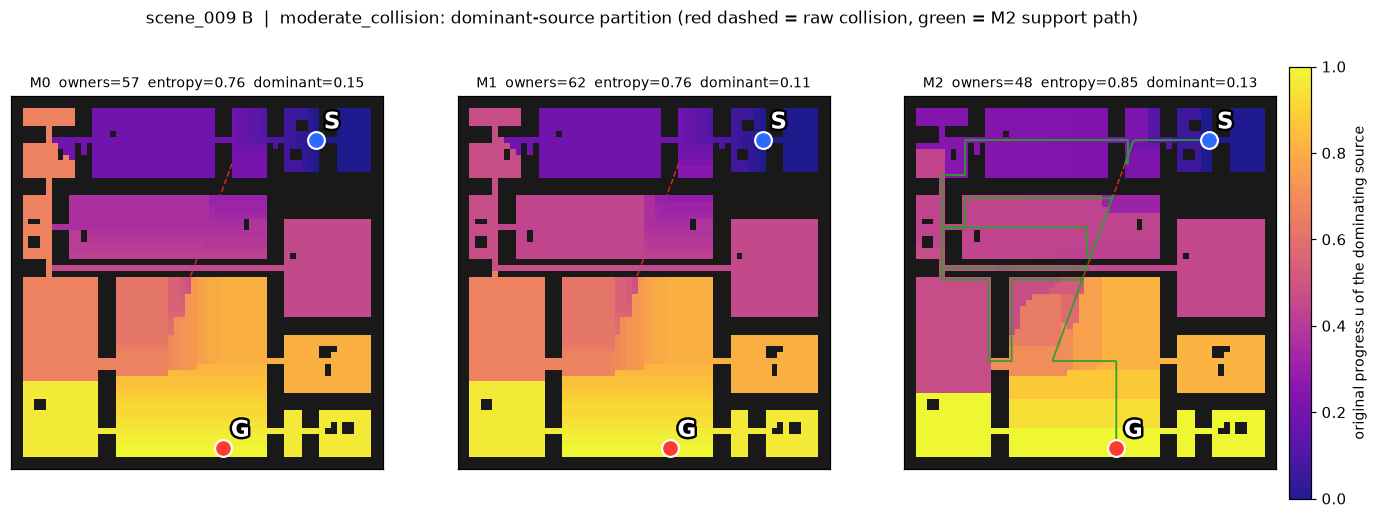 scene_009 B | moderate_collision: dominant-source partition (red dashed = raw collision, green = M2 support path)
M0 owners=57 entropy=0.76 dominant=0.15
M1 owners=62 entropy=0.76 dominant=0.11
M2 owners=48 entropy=0.85 dominant=0.13
S
G
S
G
S
G
1.0
0.8
0.6
0.4
0.2
0.0
original progress u of the dominating source